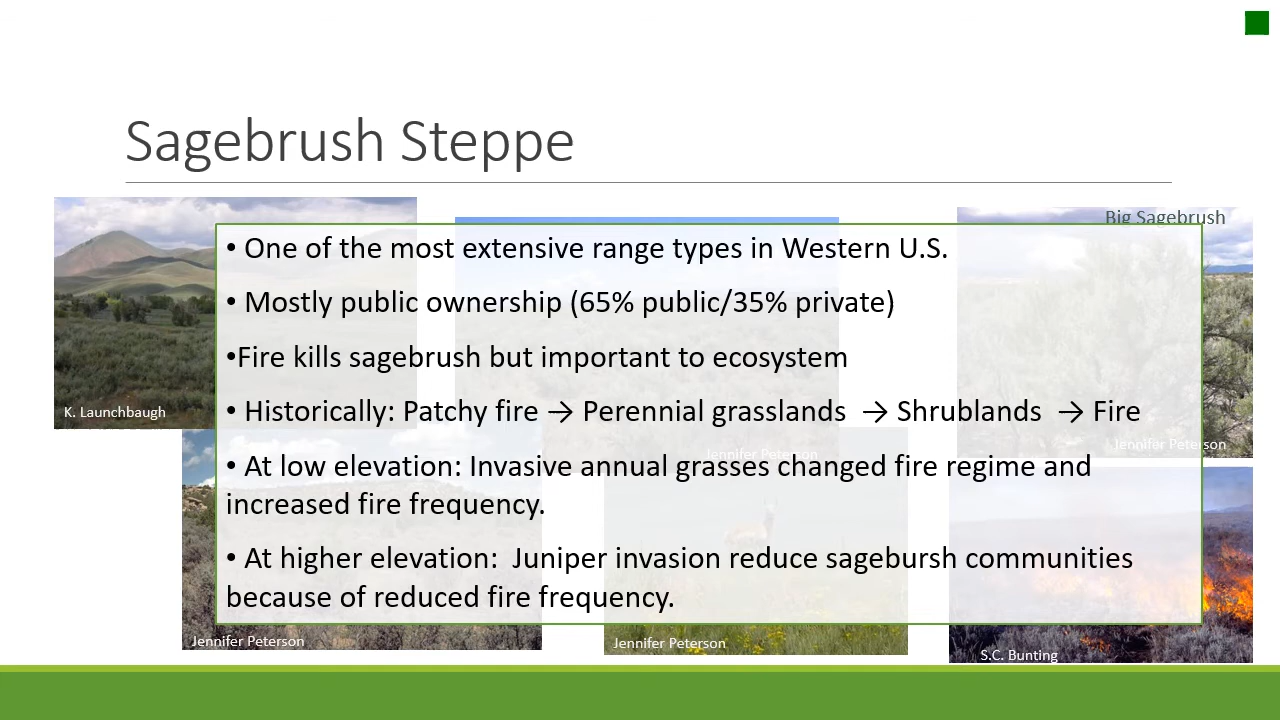 Sagebrush Steppe
Big Sagebrush
• One of the most extensive range types in Western U.S.
• Mostly public ownership (65% public/35% private)
•Fire kills sagebrush but important to ecosystem
K. Launchbaugh
• Historically: Patchy fire → Perennial grasslands → Shrublands → Fire
Jennifer Peterson
Jennifer Peterson
• At low elevation: Invasive annual grasses changed fire regime and
increased fire frequency.
• At higher elevation: Juniper invasion reduce sagebursh communities
because of reduced fire frequency.
Jennifer Peterson
Jennifer Peterson
S.C. Bunting